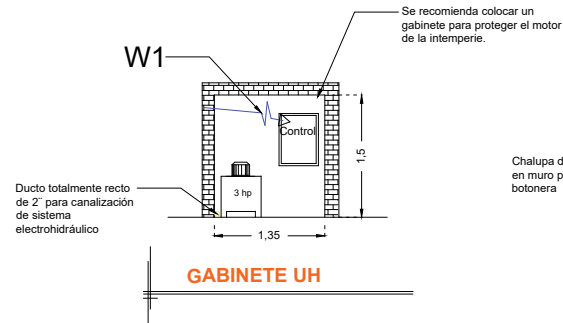 Se recomienda colocar un
gabinete para proteger el motor
de la intemperie.
W1
Control
1,5
3 hp
Ducto totalmente recto
de 2¨ para canalización
de sistema
electrohidráulico
1,35
Chalupa d
en muro p
botonera
GABINETE UH